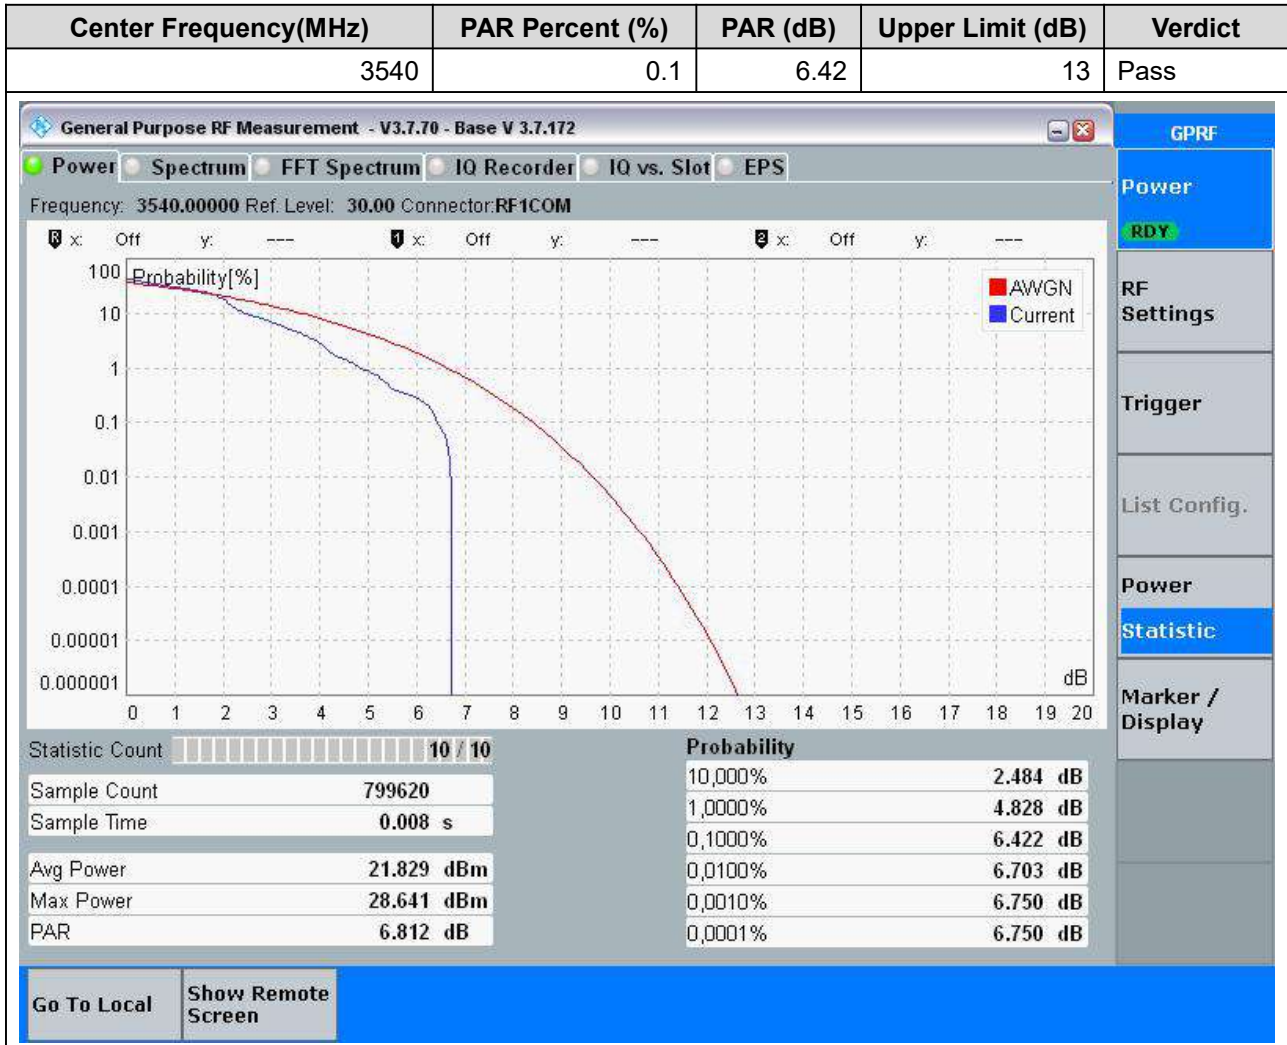 Center Frequency(MHz) PAR Percent (%) PAR (dB) Upper Limit (dB) Verdict
3540 0.1 6.42 13 Pass
General Purpose RF Measurement - V3.7.70 - Base V 3.7.172
GPRF
Power Spectrum FFT Spectrum IQ Recorder IQ vs. Slot EPS
Frequency: 3540.00000 Ref. Level: 30.00 Connector:RF1COM
R x: Off y: --- 1 x: Off y: --- 2 x: Off y: ---
Probability[%]
AWGN
Current
100
10
1
0.1
0.01
0.001
0.0001
0.00001
0.000001
dB
0 1 2 3 4 5 6 7 8 9 10 11 12 13 14 15 16 17 18 19 20
Statistic Count 10 / 10
Sample Count 799620
Sample Time 0.008 s
Avg Power 21.829 dBm
Max Power 28.641 dBm
PAR 6.812 dB
Probability
10,000% 2.484 dB
1,0000% 4.828 dB
0,1000% 6.422 dB
0,0100% 6.703 dB
0,0010% 6.750 dB
0,0001% 6.750 dB
Power
RDY
RF
Settings
Trigger
List Config.
Power
Statistic
Marker /
Display
Go To Local
Show Remote
Screen